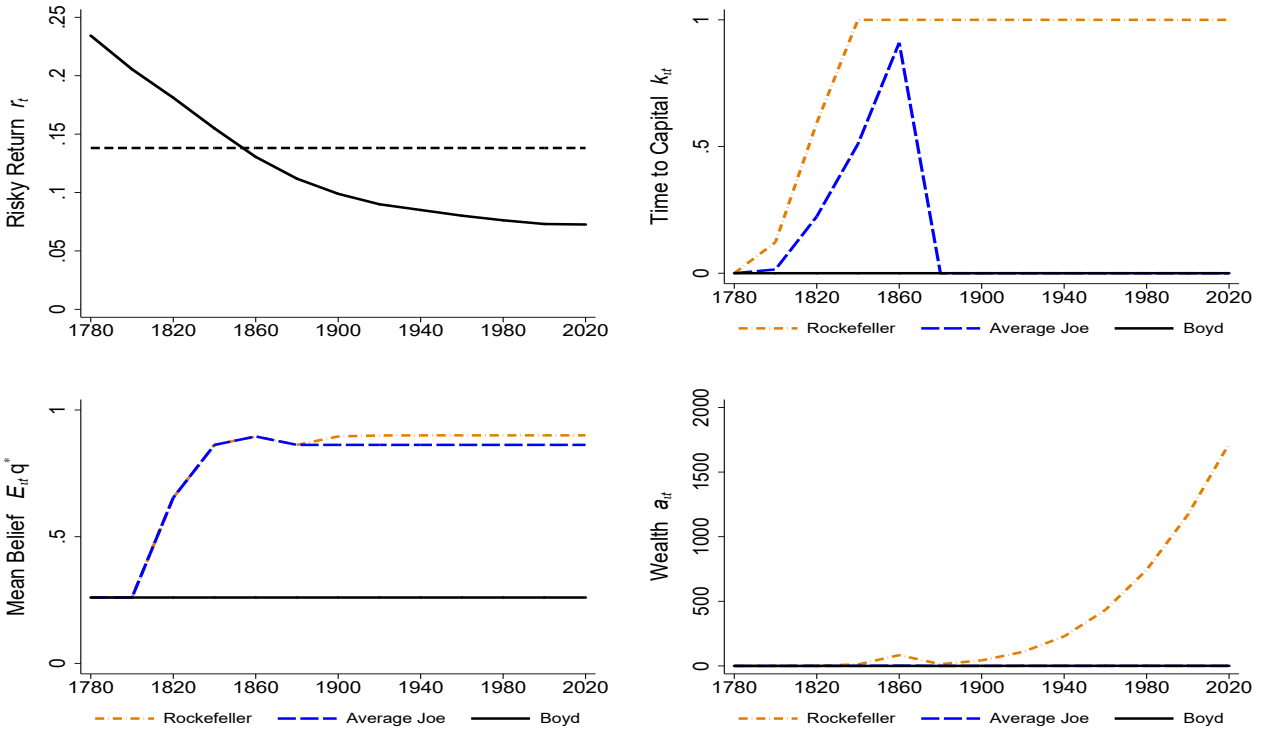 Risky Return r_t
.25
.2
.15
.1
.05
0
1780 1820 1860 1900 1940 1980 2020
Time to Capital k_it
1
.5
0
1780 1820 1860 1900 1940 1980 2020
Rockefeller Average Joe Boyd
Mean Belief E_it q*
1
.5
0
1780 1820 1860 1900 1940 1980 2020
Rockefeller Average Joe Boyd
Wealth a_it
2000
1500
1000
500
0
1780 1820 1860 1900 1940 1980 2020
Rockefeller Average Joe Boyd